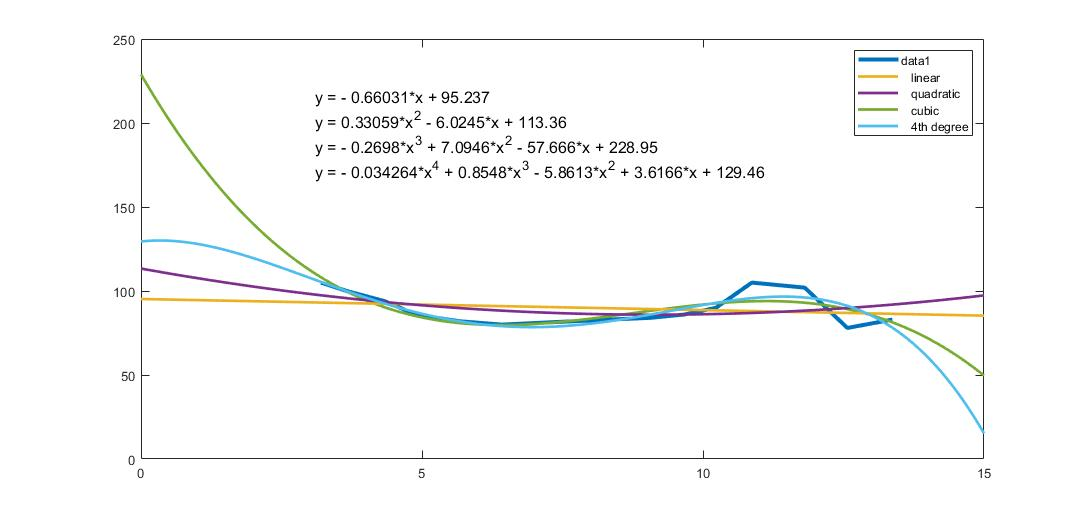 250
200
150
100
50
0
0 5 10 15
y = - 0.66031*x + 95.237
y = 0.33059*x² - 6.0245*x + 113.36
y = - 0.2698*x³ + 7.0946*x² - 57.666*x + 228.95
y = - 0.034264*x⁴ + 0.8548*x³ - 5.8613*x² + 3.6166*x + 129.46
data1
linear
quadratic
cubic
4th degree